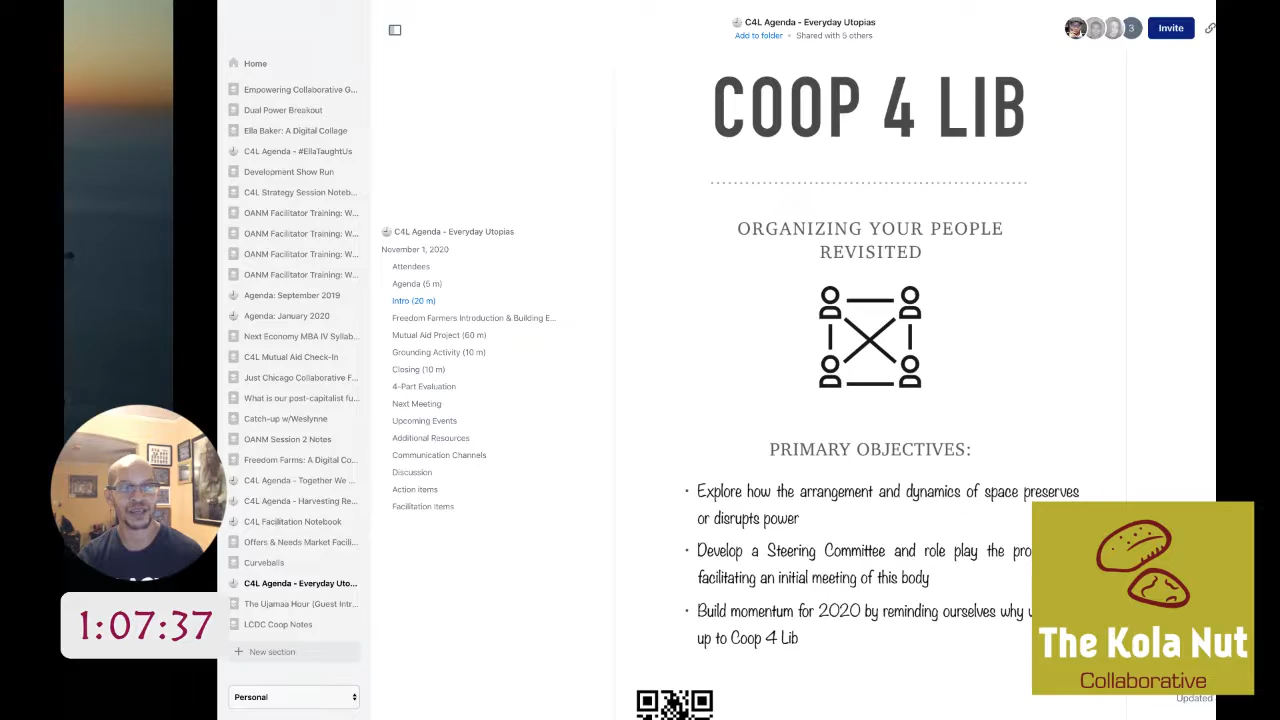 C4L Agenda - Everyday Utopias
Add to folder • Shared with 5 others
3
Invite
Home
Empowering Collaborative G...
Dual Power Breakout
Ella Baker: A Digital Collage
C4L Agenda - #EllaTaughtUs
Development Show Run
C4L Strategy Session Noteb...
OANM Facilitator Training: W...
OANM Facilitator Training: W...
OANM Facilitator Training: W...
OANM Facilitator Training: W...
Agenda: September 2019
Agenda: January 2020
Next Economy MBA IV Syllab...
C4L Mutual Aid Check-In
Just Chicago Collaborative F...
What is our post-capitalist fu...
Catch-up w/Weslynne
OANM Session 2 Notes
Freedom Farms: A Digital Co...
C4L Agenda - Together We ...
C4L Agenda - Harvesting Re...
C4L Facilitation Notebook
Offers & Needs Market Facili...
Curveballs
C4L Agenda - Everyday Uto...
The Ujamaa Hour (Guest Intr...
LCDC Coop Notes
New section
Personal
1:07:37
C4L Agenda - Everyday Utopias
November 1, 2020
Attendees
Agenda (5 m)
Intro (20 m)
Freedom Farmers Introduction & Building E...
Mutual Aid Project (60 m)
Grounding Activity (10 m)
Closing (10 m)
4-Part Evaluation
Next Meeting
Upcoming Events
Additional Resources
Communication Channels
Discussion
Action items
Facilitation Items
COOP 4 LIB
ORGANIZING YOUR PEOPLE
REVISITED
PRIMARY OBJECTIVES:
• Explore how the arrangement and dynamics of space preserves
or disrupts power
• Develop a Steering Committee and role play the pro
facilitating an initial meeting of this body
• Build momentum for 2020 by reminding ourselves why
up to Coop 4 Lib
The Kola Nut
Collaborative
Updated